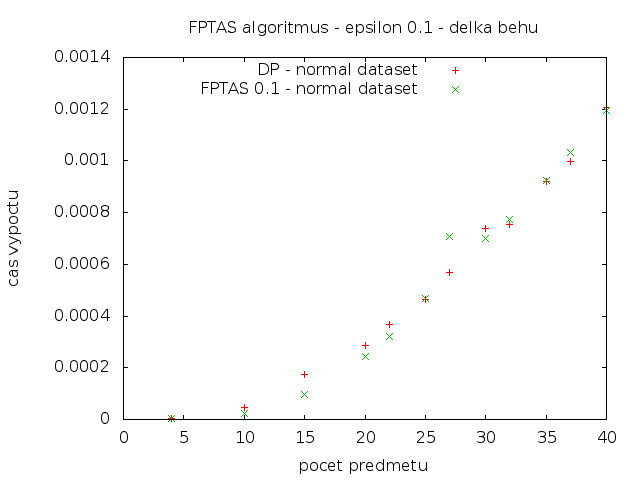 FPTAS algoritmus - epsilon 0.1 - delka behu
DP - normal dataset
FPTAS 0.1 - normal dataset
0.0014
0.0012
0.001
0.0008
0.0006
0.0004
0.0002
0
cas vypoctu
0 5 10 15 20 25 30 35 40
pocet predmetu